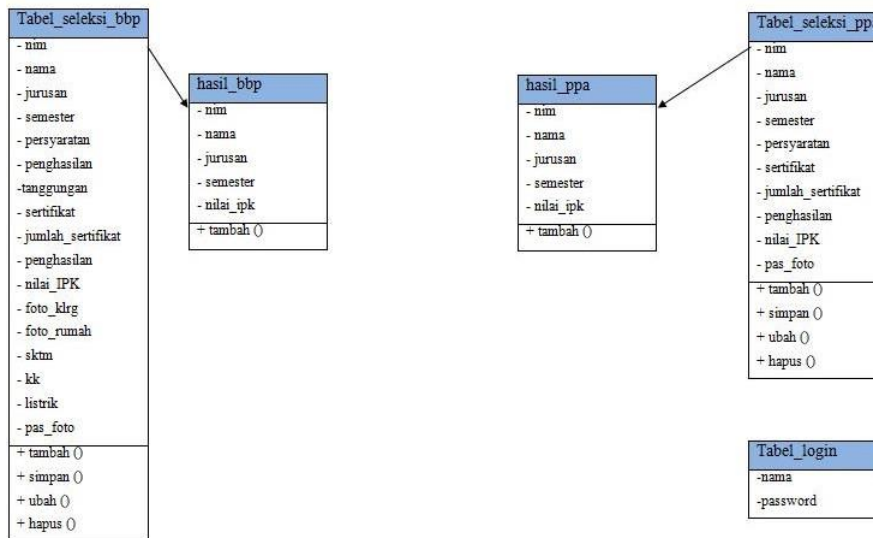 Tabel_seleksi_bbp
- nim
- nama
- jurusan
- semester
- persyaratan
- penghasilan
-tanggungan
- sertifikat
- jumlah_sertifikat
- penghasilan
- nilai_IPK
- foto_klrg
- foto_rumah
- sktm
- kk
- listrik
- pas_foto
+ tambah ()
+ simpan ()
+ ubah ()
+ hapus ()
hasil_bbp
- nim
- nama
- jurusan
- semester
- nilai_ipk
+ tambah ()
hasil_ppa
- nim
- nama
- jurusan
- semester
- nilai_ipk
+ tambah ()
Tabel_seleksi_pp
- nim
- nama
- jurusan
- semester
- persyaratan
- sertifikat
- jumlah_sertifikat
- penghasilan
- nilai_IPK
- pas_foto
+ tambah ()
+ simpan ()
+ ubah ()
+ hapus ()
Tabel_login
-nama
-password